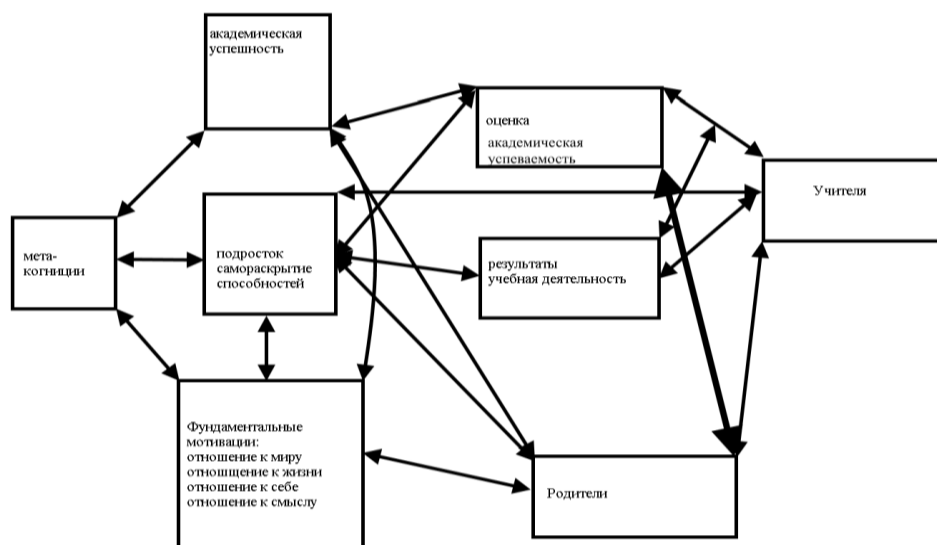 академическая
успешность
оценка
академическая
успеваемость
Учителя
мета-
когниции
подросток
самораскрытие
способностей
результаты
учебная деятельность
Фундаментальные
мотивации:
отношение к миру
отношщение к жизни
отношение к себе
отношение к смыслу
Родители